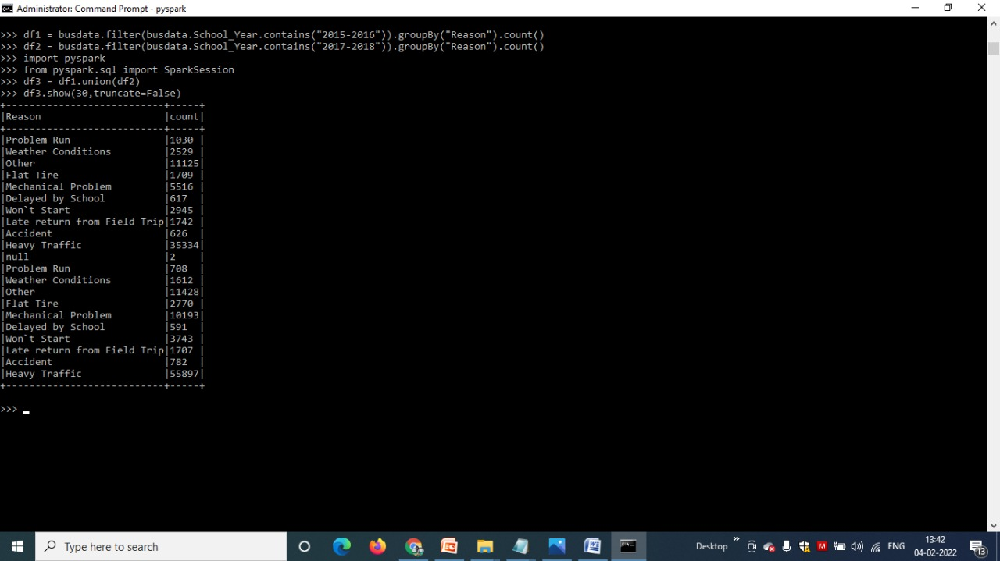 Administrator: Command Prompt - pyspark
>>> df1 = busdata.filter(busdata.School_Year.contains("2015-2016")).groupBy("Reason").count()
>>> df2 = busdata.filter(busdata.School_Year.contains("2017-2018")).groupBy("Reason").count()
>>> import pyspark
>>> from pyspark.sql import SparkSession
>>> df3 = df1.union(df2)
>>> df3.show(30,truncate=False)
+---------------------------+-----+
|Reason                     |count|
+---------------------------+-----+
|Problem Run                |1030 |
|Weather Conditions         |2529 |
|Other                      |11125|
|Flat Tire                  |1709 |
|Mechanical Problem         |5516 |
|Delayed by School          |617  |
|Won`t Start                |2945 |
|Late return from Field Trip|1742 |
|Accident                   |626  |
|Heavy Traffic              |35334|
|null                       |2    |
|Problem Run                |708  |
|Weather Conditions         |1612 |
|Other                      |11428|
|Flat Tire                  |2770 |
|Mechanical Problem         |10193|
|Delayed by School          |591  |
|Won`t Start                |3743 |
|Late return from Field Trip|1707 |
|Accident                   |782  |
|Heavy Traffic              |55897|
+---------------------------+-----+
>>> _
Type here to search
Desktop
ENG
13:42
04-02-2022
13